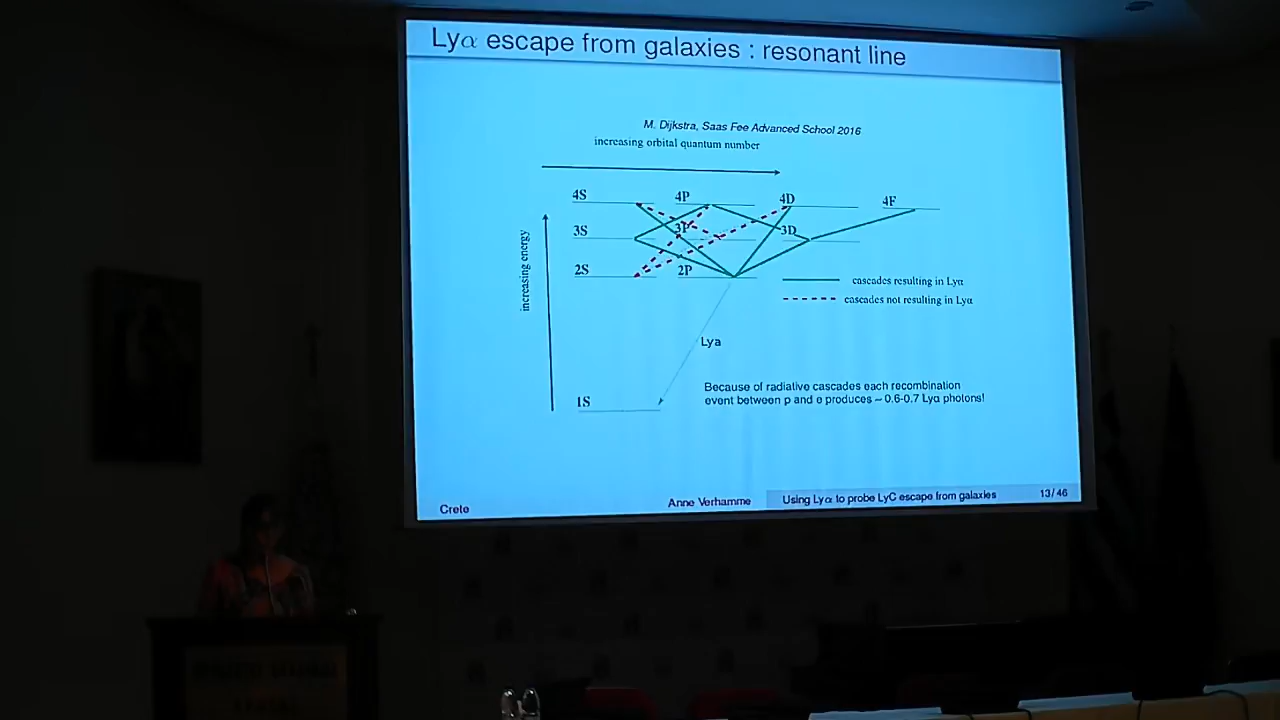 Lyα escape from galaxies : resonant line
M. Dijkstra, Saas Fee Advanced School 2016
increasing orbital quantum number
4S 4P 4D 4F
3S 3P 3D
2S 2P
increasing energy
cascades resulting in Lyα
cascades not resulting in Lyα
Lya
1S
Because of radiative cascades each recombination
event between p and e produces ~ 0.6-0.7 Lyα photons!
Crete Anne Verhamme Using Lyα to probe LyC escape from galaxies 13/46